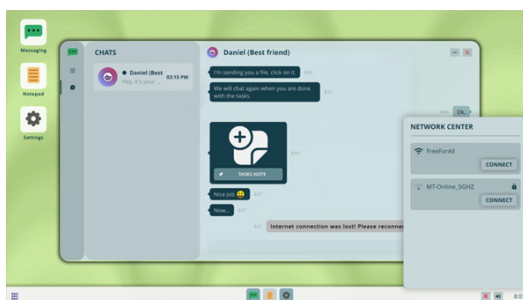 Messaging
Notepad
Settings
CHATS
Daniel (Best
03:15 PM
Hey, it's your ...
Daniel (Best friend)
I'm sending you a file, click on it.
We will chat again when you are done
with the tasks.
Ok.
TASKS NOTE
Nice job 😃
Now...
Internet connection was lost! Please reconnec
NETWORK CENTER
FreeForAll
CONNECT
MT-Online_5GHZ
CONNECT